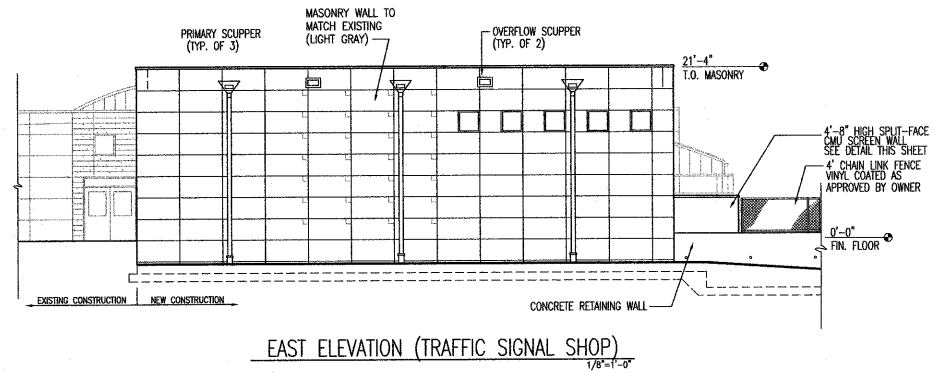 MASONRY WALL TO
MATCH EXISTING
(LIGHT GRAY)
PRIMARY SCUPPER
(TYP. OF 3)
OVERFLOW SCUPPER
(TYP. OF 2)
21'-4"
T.O. MASONRY
4'-8" HIGH SPLIT-FACE
CMU SCREEN WALL
SEE DETAIL THIS SHEET
4' CHAIN LINK FENCE
VINYL COATED AS
APPROVED BY OWNER
0'-0"
FIN. FLOOR
EXISTING CONSTRUCTION
NEW CONSTRUCTION
CONCRETE RETAINING WALL
EAST ELEVATION (TRAFFIC SIGNAL SHOP)
1/8"=1'-0"